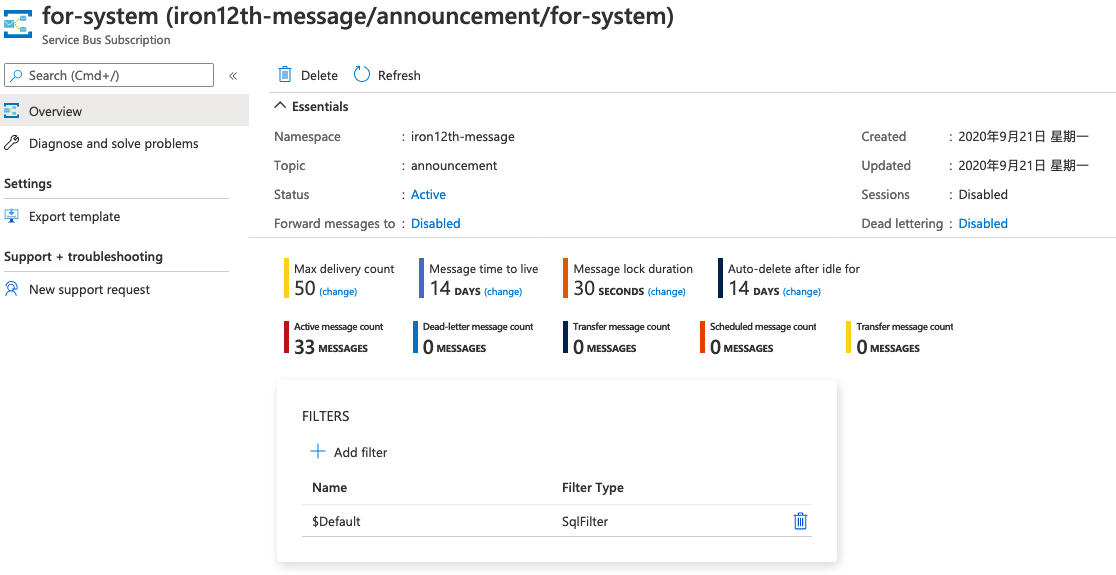 for-system (iron12th-message/announcement/for-system)
Service Bus Subscription
Search (Cmd+/)
«
Delete
Refresh
Overview
Diagnose and solve problems
Settings
Export template
Support + troubleshooting
New support request
Essentials
Namespace : iron12th-message
Created : 2020年9月21日 星期一
Topic : announcement
Updated : 2020年9月21日 星期一
Status : Active
Sessions : Disabled
Forward messages to : Disabled
Dead lettering : Disabled
Max delivery count
50 (change)
Message time to live
14 DAYS (change)
Message lock duration
30 SECONDS (change)
Auto-delete after idle for
14 DAYS (change)
Active message count
33 MESSAGES
Dead-letter message count
0 MESSAGES
Transfer message count
0 MESSAGES
Scheduled message count
0 MESSAGES
Transfer message count
0 MESSAGES
FILTERS
Add filter
Name Filter Type
$Default SqlFilter